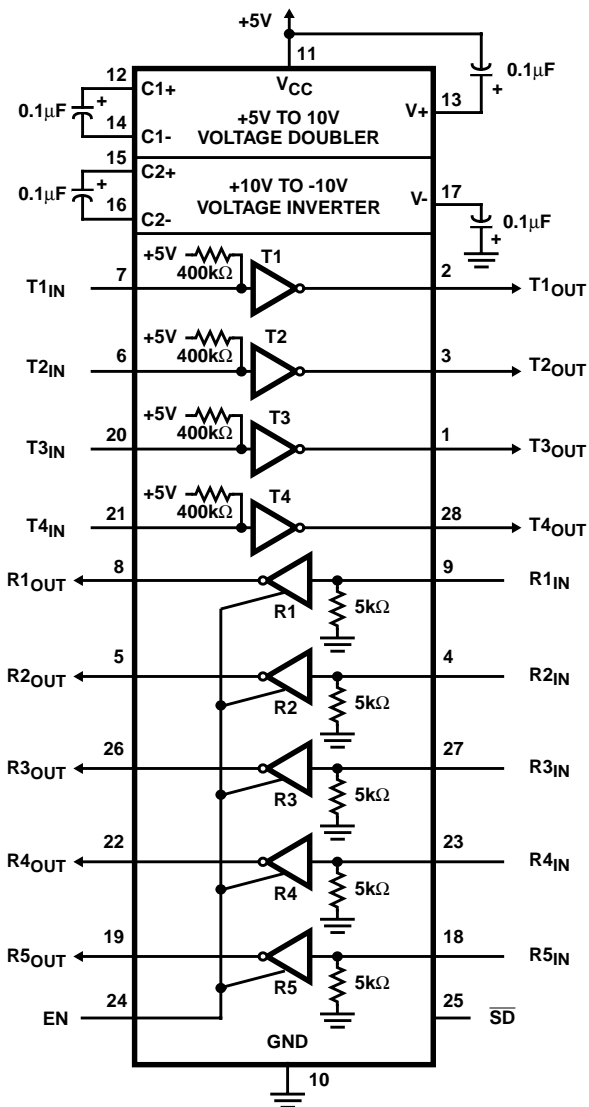 +5V
11
12
0.1µF
+
14
C1+
C1-
VCC
+5V TO 10V
VOLTAGE DOUBLER
V+
13
0.1µF
+
15
0.1µF
+
16
C2+
C2-
+10V TO -10V
VOLTAGE INVERTER
V-
17
0.1µF
+
T1IN
7
+5V
400kΩ
T1
2
T1OUT
T2IN
6
+5V
400kΩ
T2
3
T2OUT
T3IN
20
+5V
400kΩ
T3
1
T3OUT
T4IN
21
+5V
400kΩ
T4
28
T4OUT
R1OUT
8
R1
5kΩ
9
R1IN
R2OUT
5
R2
5kΩ
4
R2IN
R3OUT
26
R3
5kΩ
27
R3IN
R4OUT
22
R4
5kΩ
23
R4IN
R5OUT
19
R5
5kΩ
18
R5IN
EN
24
25
SD
GND
10